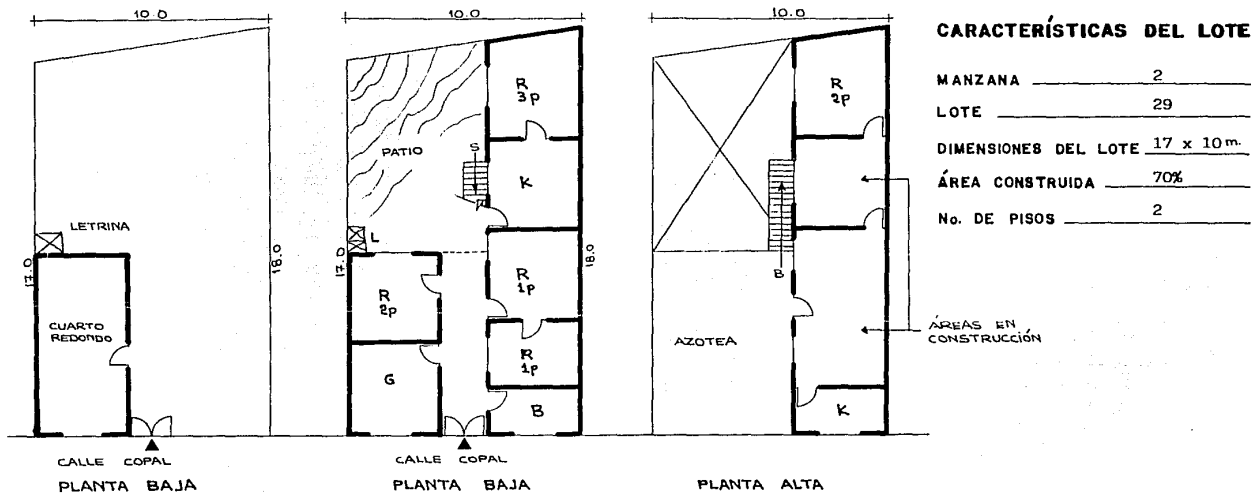 10.0
LETRINA
17.0
18.0
CUARTO
REDONDO
CALLE COPAL
PLANTA BAJA
10.0
R
3p
PATIO
S
K
L
17.0
18.0
R
2p
R
1p
R
1p
G
B
CALLE COPAL
PLANTA BAJA
10.0
R
2p
B
AZOTEA
ÁREAS EN
CONSTRUCCIÓN
K
PLANTA ALTA
CARACTERÍSTICAS DEL LOTE
MANZANA 2
LOTE 29
DIMENSIONES DEL LOTE 17 x 10 m.
ÁREA CONSTRUIDA 70%
No. DE PISOS 2